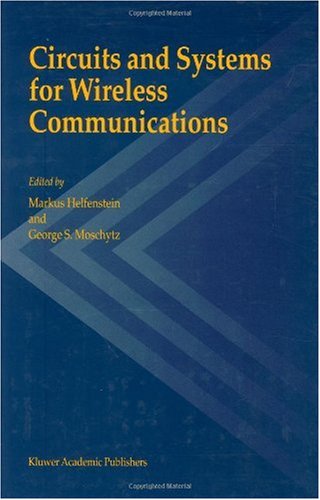 Circuits and Systems
for Wireless
Communications
Edited by
Markus Helfenstein
and
George S. Moschytz
Kluwer Academic Publishers